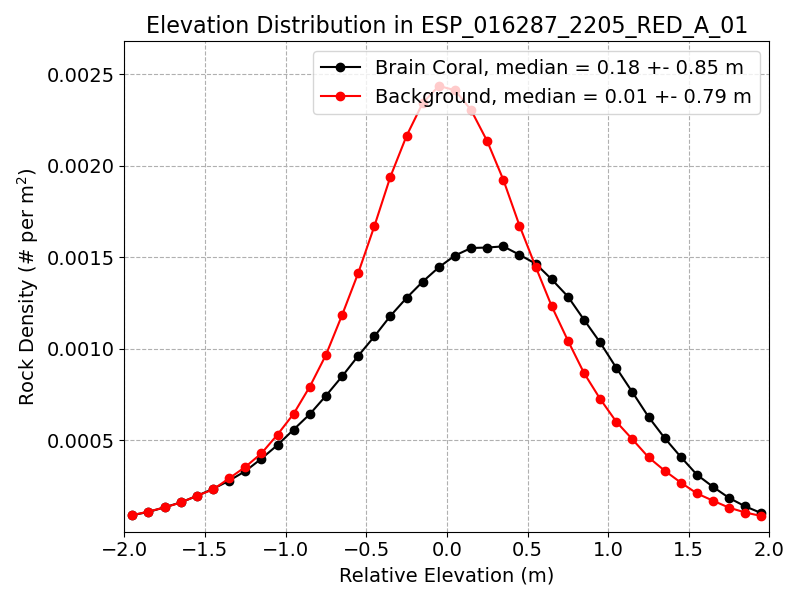 Elevation Distribution in ESP_016287_2205_RED_A_01
Brain Coral, median = 0.18 +- 0.85 m
Background, median = 0.01 +- 0.79 m
0.0025
0.0020
0.0015
0.0010
0.0005
Rock Density (# per m²)
−2.0 −1.5 −1.0 −0.5 0.0 0.5 1.0 1.5 2.0
Relative Elevation (m)